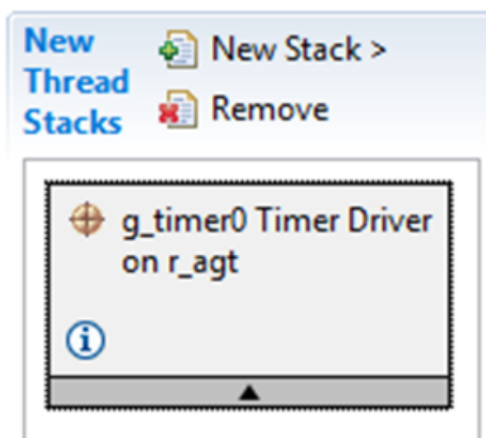 New
Thread
Stacks
New Stack >
Remove
g_timer0 Timer Driver
on r_agt